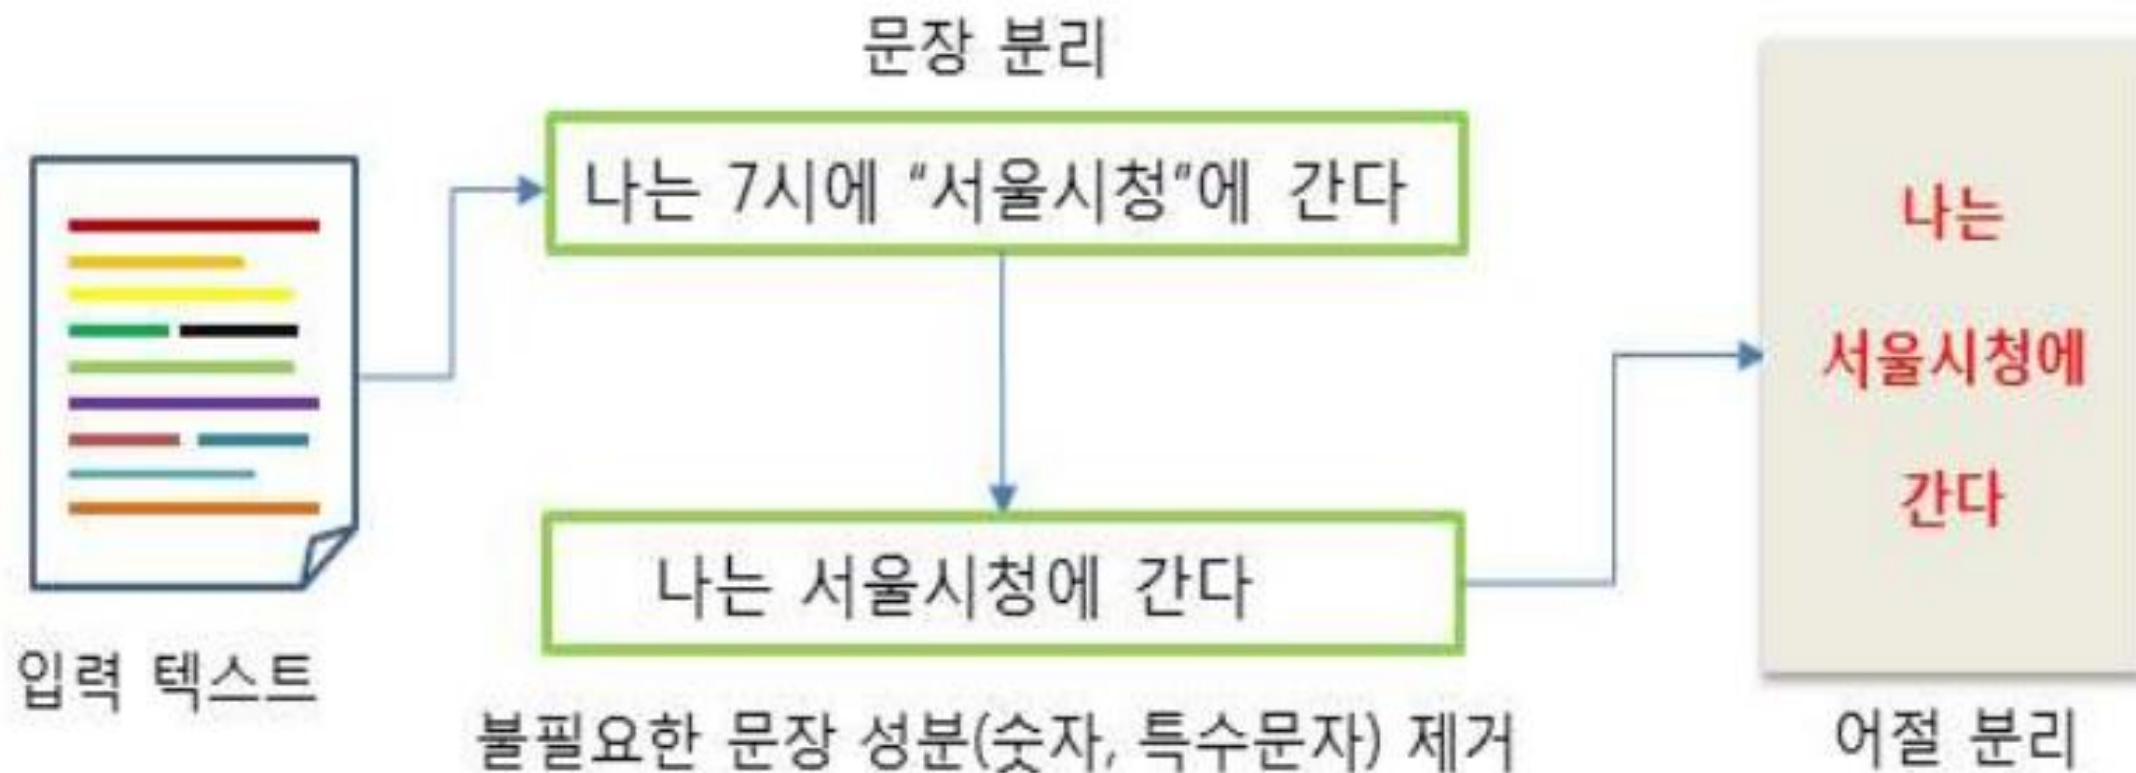 문장 분리
나는 7시에 “서울시청”에 간다
나는
서울시청에
간다
나는 서울시청에 간다
입력 텍스트
불필요한 문장 성분(숫자, 특수문자) 제거
어절 분리